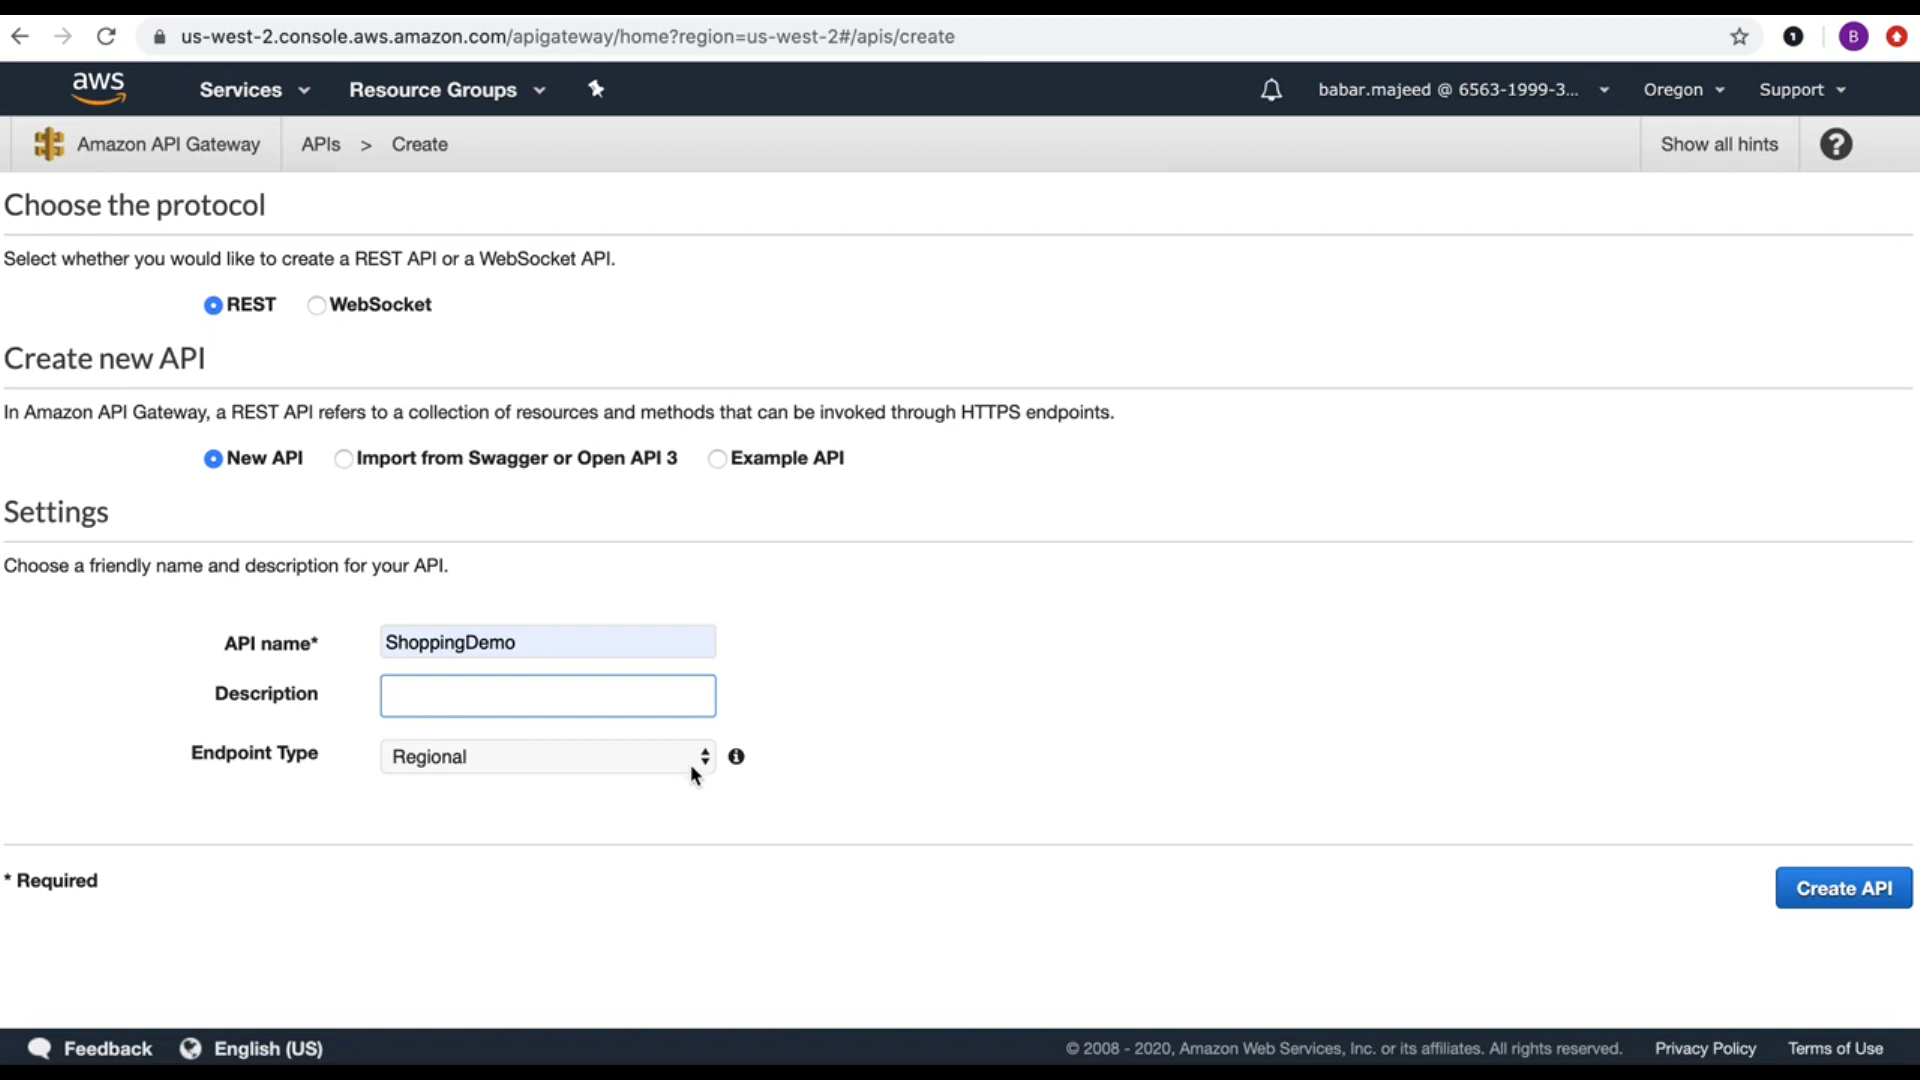 us-west-2.console.aws.amazon.com/apigateway/home?region=us-west-2#/apis/create
B
aws Services Resource Groups babar.majeed @ 6563-1999-3... Oregon Support
Amazon API Gateway APIs > Create Show all hints ?
Choose the protocol
Select whether you would like to create a REST API or a WebSocket API.
REST WebSocket
Create new API
In Amazon API Gateway, a REST API refers to a collection of resources and methods that can be invoked through HTTPS endpoints.
New API Import from Swagger or Open API 3 Example API
Settings
Choose a friendly name and description for your API.
API name* ShoppingDemo
Description
Endpoint Type Regional
* Required
Create API
Feedback English (US) © 2008 - 2020, Amazon Web Services, Inc. or its affiliates. All rights reserved. Privacy Policy Terms of Use